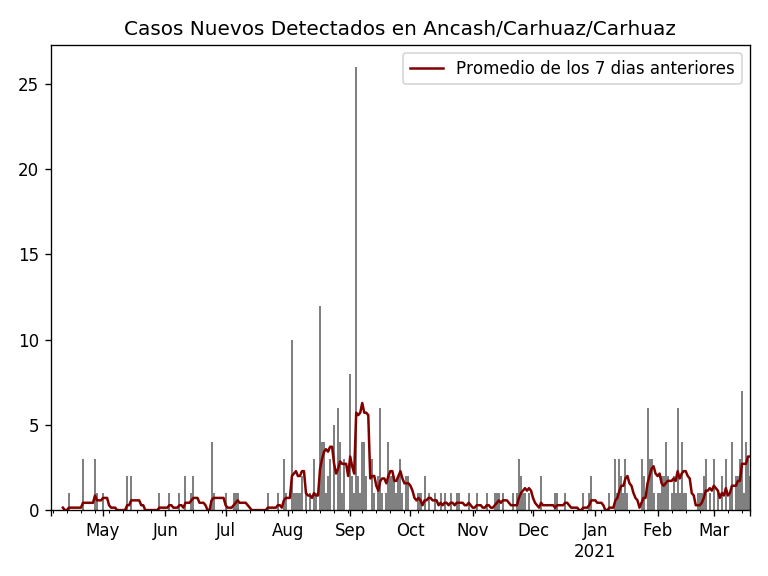 Casos Nuevos Detectados en Ancash/Carhuaz/Carhuaz
Promedio de los 7 dias anteriores
25
20
15
10
5
0
May Jun Jul Aug Sep Oct Nov Dec Jan Feb Mar
2021